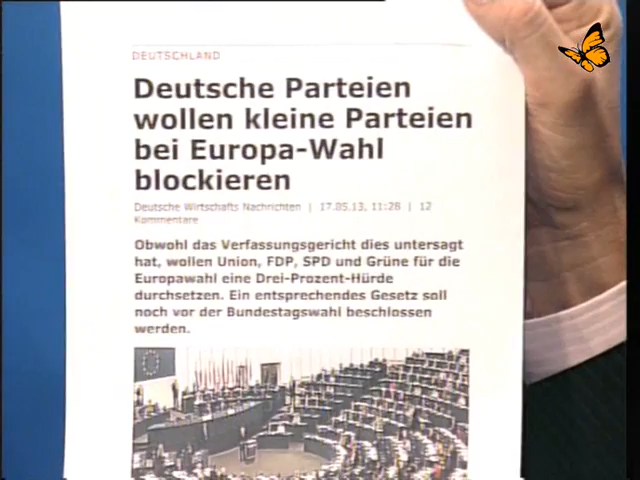 DEUTSCHLAND
Deutsche Parteien
wollen kleine Parteien
bei Europa-Wahl
blockieren
Deutsche Wirtschafts Nachrichten | 17.05.13, 11:28 | 12
Kommentare
Obwohl das Verfassungsgericht dies untersagt
hat, wollen Union, FDP, SPD und Grüne für die
Europawahl eine Drei-Prozent-Hürde
durchsetzen. Ein entsprechendes Gesetz soll
noch vor der Bundestagswahl beschlossen
werden.